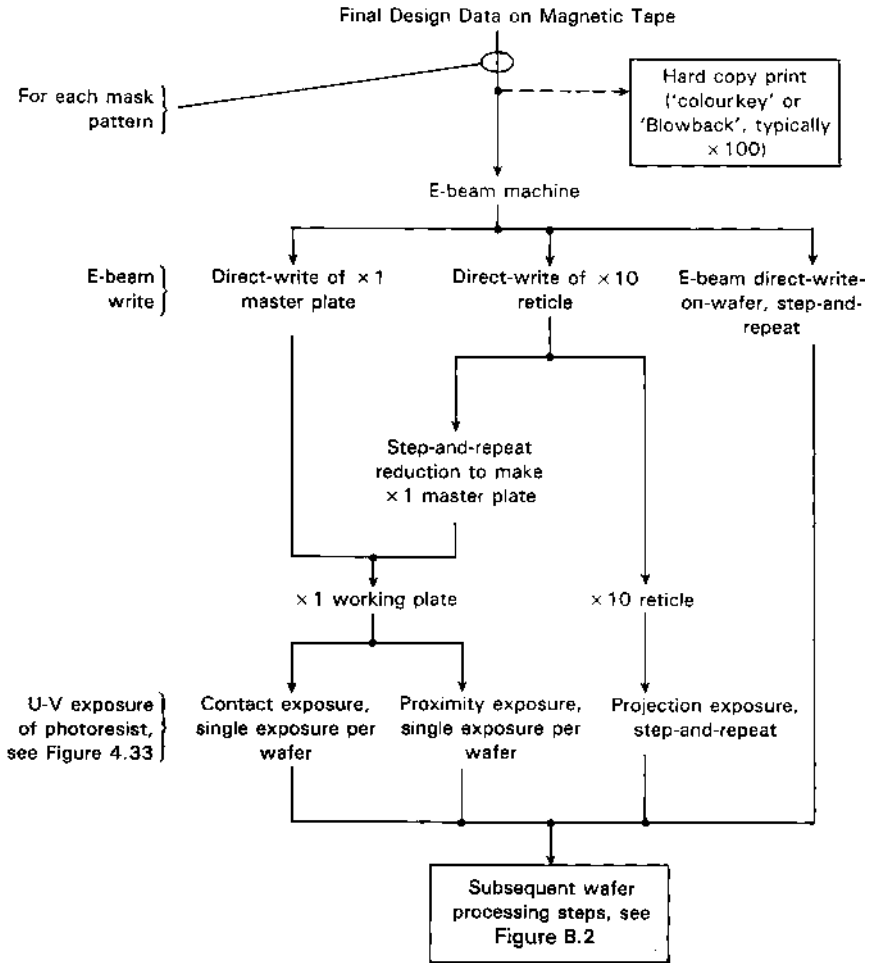 Final Design Data on Magnetic Tape
For each mask
pattern
Hard copy print
('colourkey' or
'Blowback', typically
×100)
E-beam machine
E-beam
write
Direct-write of ×1
master plate
Direct-write of ×10
reticle
E-beam direct-write-
on-wafer, step-and-
repeat
Step-and-repeat
reduction to make
×1 master plate
×1 working plate
×10 reticle
U-V exposure
of photoresist,
see Figure 4.33
Contact exposure,
single exposure per
wafer
Proximity exposure,
single exposure per
wafer
Projection exposure,
step-and-repeat
Subsequent wafer
processing steps, see
Figure B.2